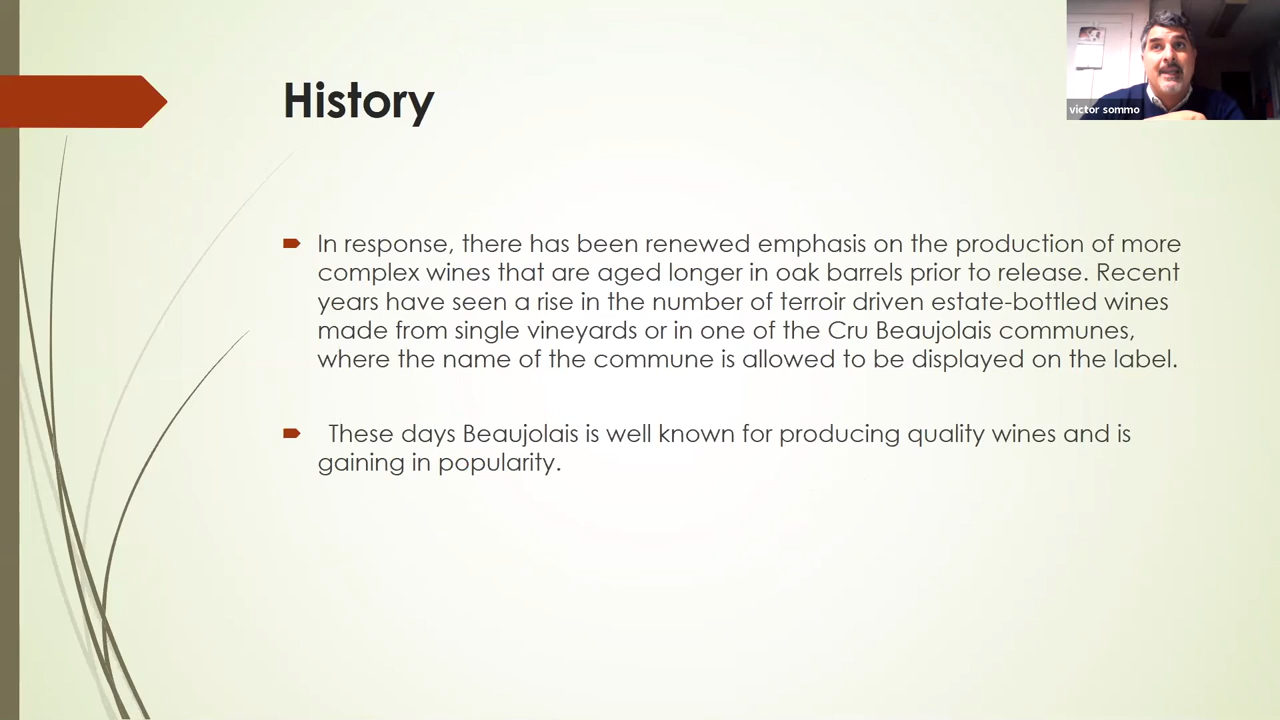 History
victor sommo
In response, there has been renewed emphasis on the production of more
complex wines that are aged longer in oak barrels prior to release. Recent
years have seen a rise in the number of terroir driven estate-bottled wines
made from single vineyards or in one of the Cru Beaujolais communes,
where the name of the commune is allowed to be displayed on the label.
These days Beaujolais is well known for producing quality wines and is
gaining in popularity.